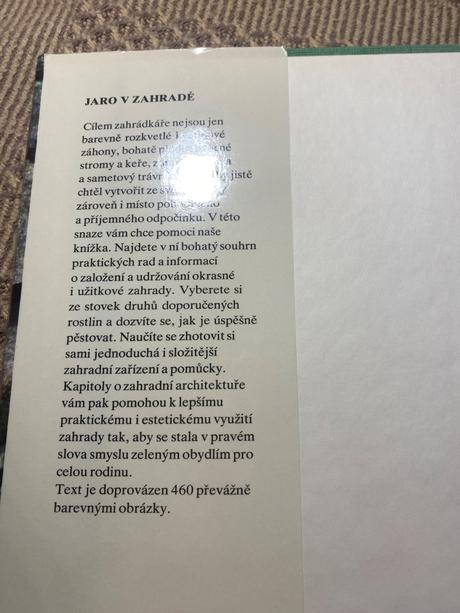 JARO V ZAHRADĚ
Cílem zahrádkáře nejsou jen
barevně rozkvetlé
záhony, bohatě
stromy a keře, a
a sametový trávn jistě
chtěl vytvořit ze
zároveň i místo
a příjemného odpočinku. V této
snaze vám chce pomoci naše
knížka. Najdete v ní bohatý souhrn
praktických rad a informací
o založení a udržování okrasné
i užitkové zahrady. Vyberete si
ze stovek druhů doporučených
rostlin a dozvíte se, jak je úspěšně
pěstovat. Naučíte se zhotovit si
sami jednoduchá i složitější
zahradní zařízení a pomůcky.
Kapitoly o zahradní architektuře
vám pak pomohou k lepšímu
praktickému i estetickému využití
zahrady tak, aby se stala v pravém
slova smyslu zeleným obydlím pro
celou rodinu.
Text je doprovázen 460 převážně
barevnými obrázky.